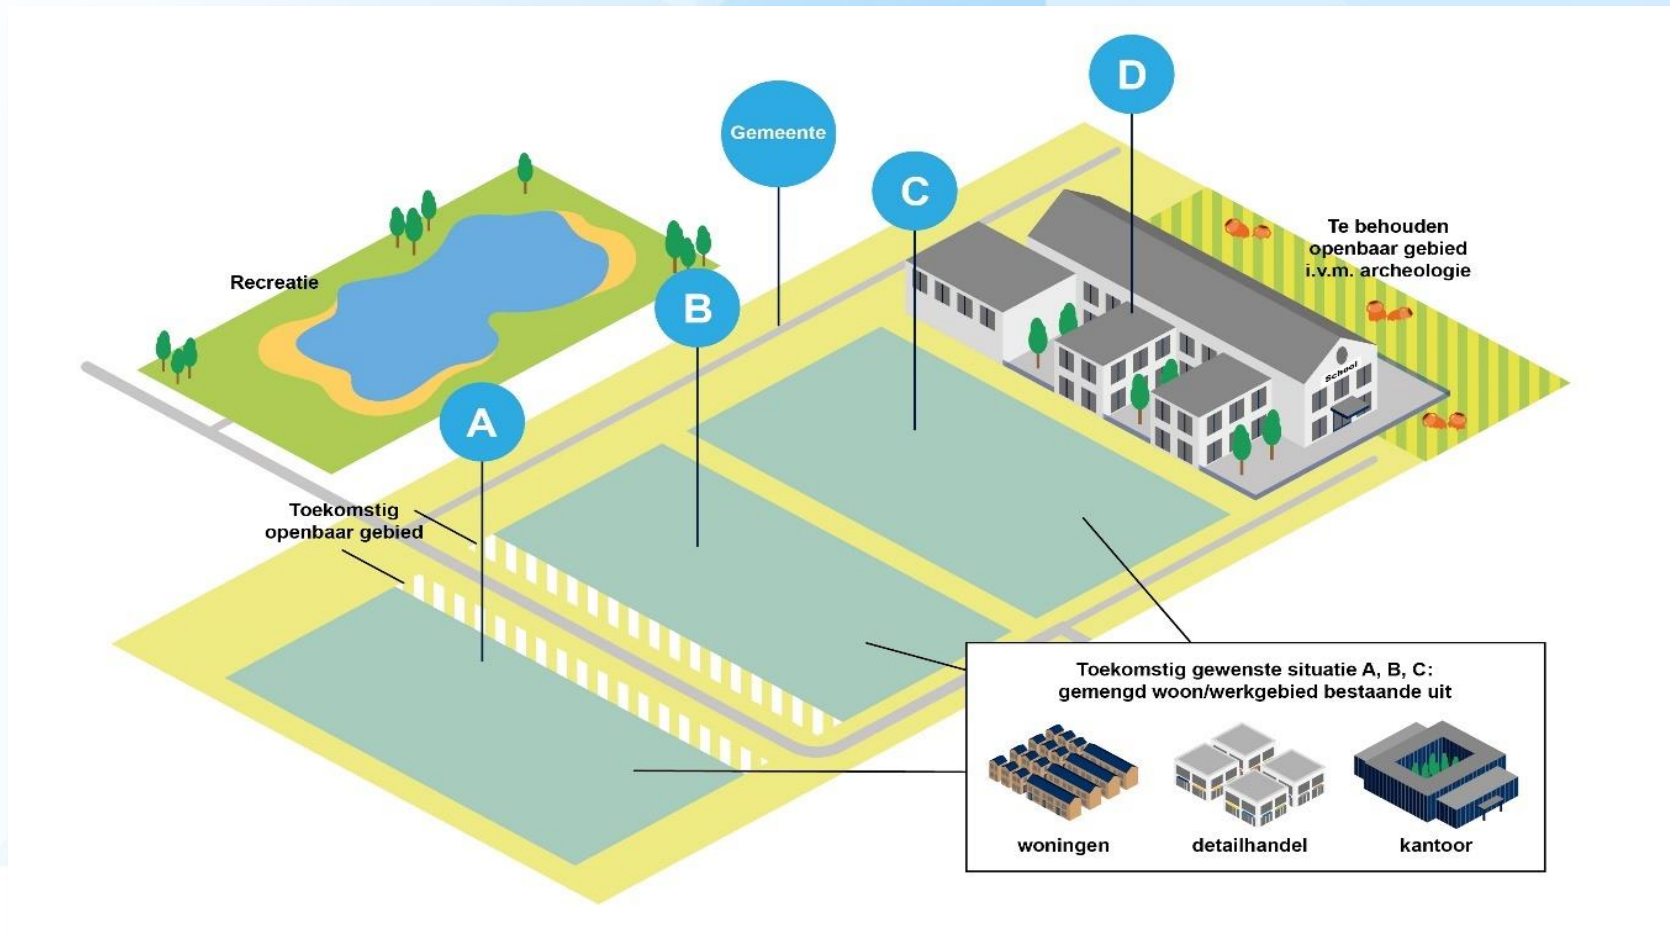 D
Gemeente
C
Te behouden
openbaar gebied
i.v.m. archeologie
Recreatie
B
School
A
Toekomstig
openbaar gebied
Toekomstig gewenste situatie A, B, C:
gemengd woon/werkgebied bestaande uit
woningen
detailhandel
kantoor